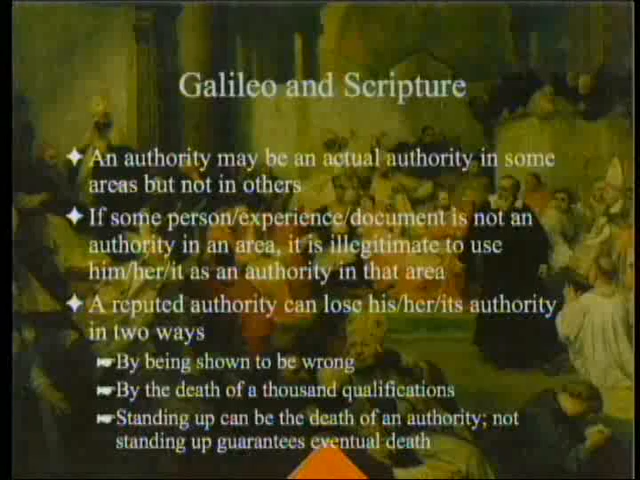 Galileo and Scripture
An authority may be an actual authority in some
areas but not in others
If some person/experience/document is not an
authority in an area, it is illegitimate to use
him/her/it as an authority in that area
A reputed authority can lose his/her/its authority
in two ways
By being shown to be wrong
By the death of a thousand qualifications
Standing up can be the death of an authority; not
standing up guarantees eventual death